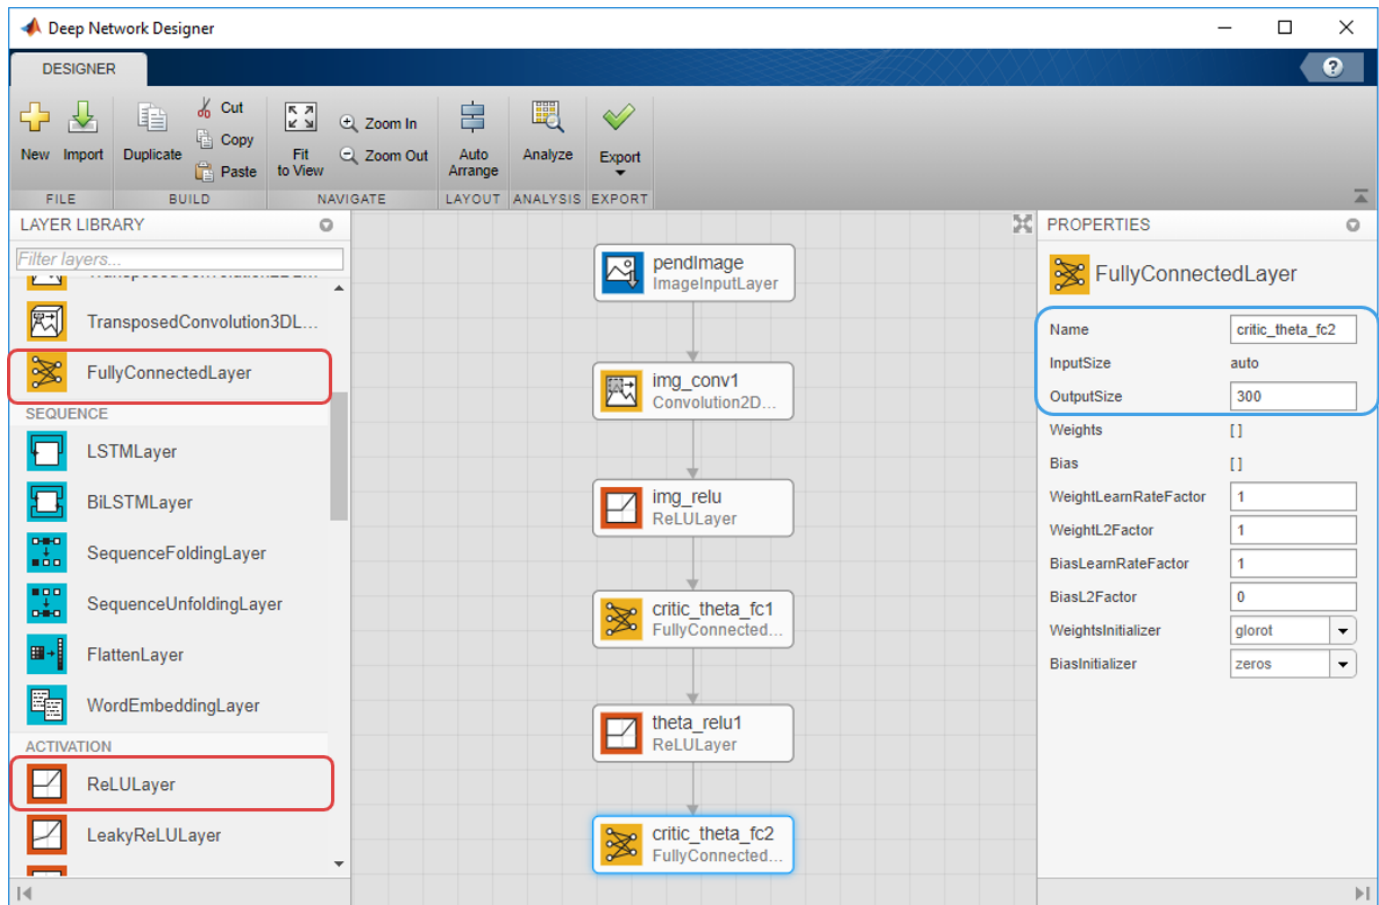 Deep Network Designer
DESIGNER
?
New
Import
Duplicate
Cut
Copy
Paste
Fit
to View
Zoom In
Zoom Out
Auto
Arrange
Analyze
Export
FILE
BUILD
NAVIGATE
LAYOUT
ANALYSIS
EXPORT
LAYER LIBRARY
Filter layers...
TransposedConvolution3DL...
FullyConnectedLayer
SEQUENCE
LSTMLayer
BiLSTMLayer
SequenceFoldingLayer
SequenceUnfoldingLayer
FlattenLayer
WordEmbeddingLayer
ACTIVATION
ReLULayer
LeakyReLULayer
pendImage
ImageInputLayer
img_conv1
Convolution2D...
img_relu
ReLULayer
critic_theta_fc1
FullyConnected...
theta_relu1
ReLULayer
critic_theta_fc2
FullyConnected...
PROPERTIES
FullyConnectedLayer
Name critic_theta_fc2
InputSize auto
OutputSize 300
Weights [ ]
Bias [ ]
WeightLearnRateFactor 1
WeightL2Factor 1
BiasLearnRateFactor 1
BiasL2Factor 0
WeightsInitializer glorot
BiasInitializer zeros